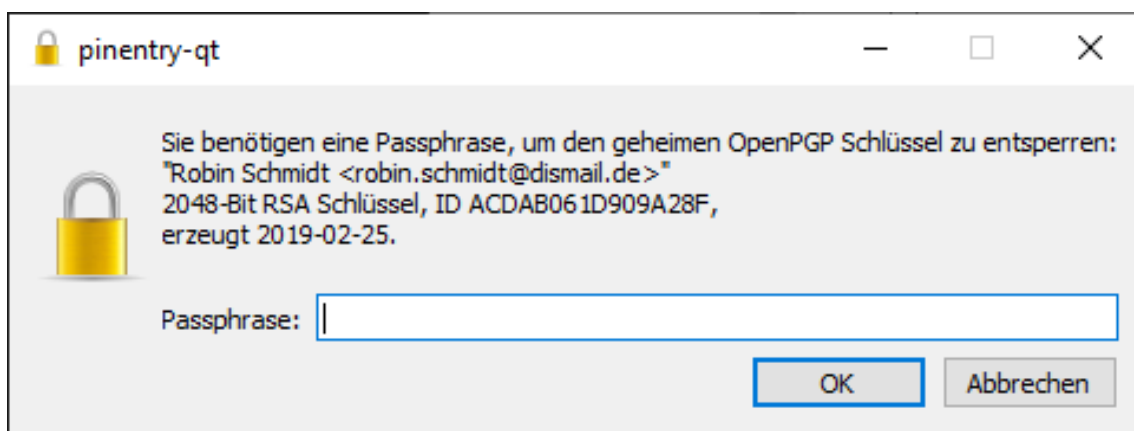 pinentry-qt
Sie benötigen eine Passphrase, um den geheimen OpenPGP Schlüssel zu entsperren:
"Robin Schmidt <robin.schmidt@dismail.de>"
2048-Bit RSA Schlüssel, ID ACDAB061D909A28F,
erzeugt 2019-02-25.
Passphrase:
OK Abbrechen